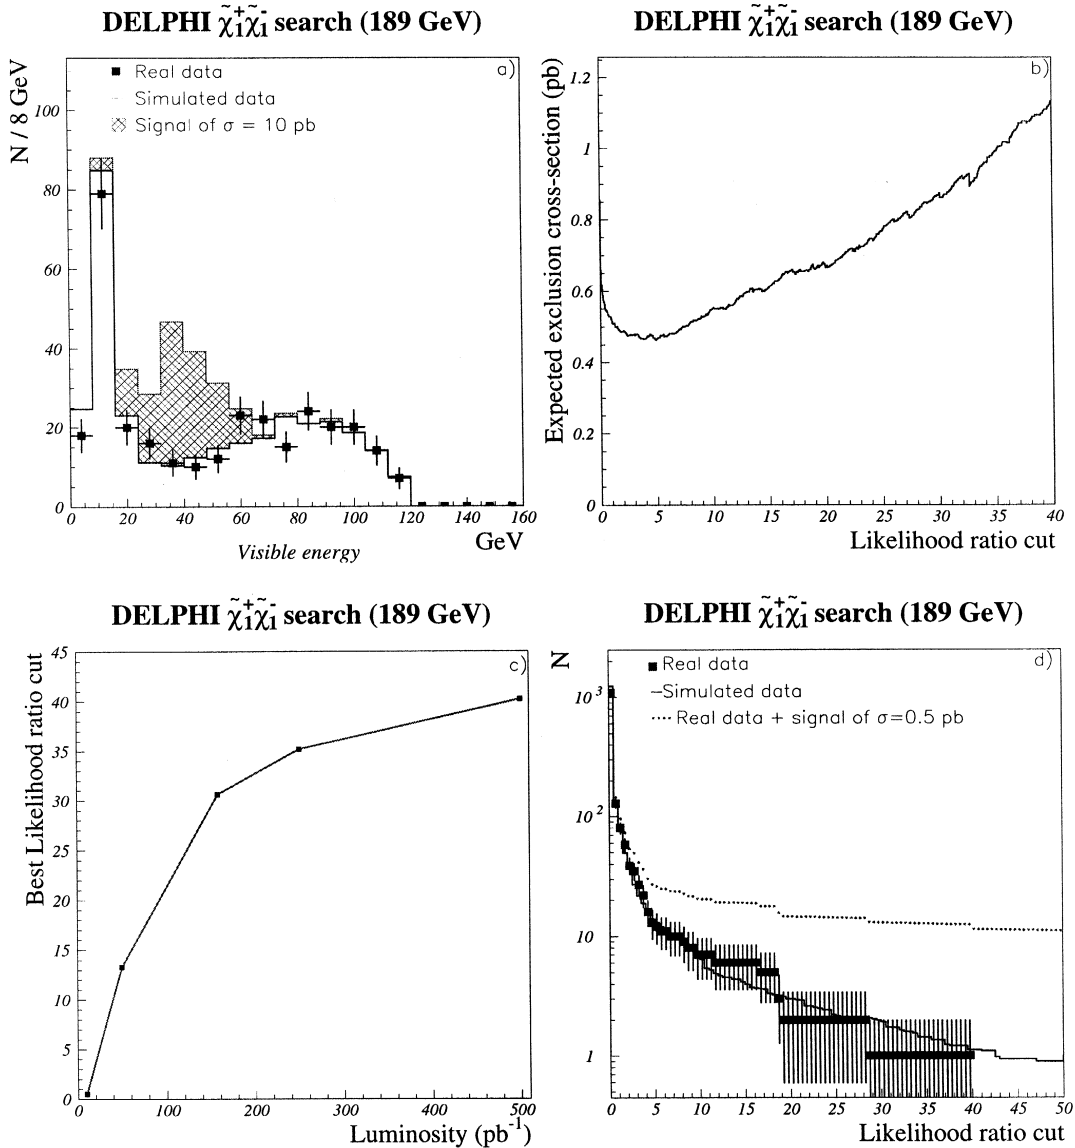 DELPHI χ̃₁⁺χ̃₁⁻ search (189 GeV)
a)
N / 8 GeV
Real data
Simulated data
Signal of σ = 10 pb
100
80
60
40
20
0
0 20 40 60 80 100 120 140 160
GeV
Visible energy
DELPHI χ̃₁⁺χ̃₁⁻ search (189 GeV)
b)
Expected exclusion cross-section (pb)
1.2
1
0.8
0.6
0.4
0.2
0
0 5 10 15 20 25 30 35 40
Likelihood ratio cut
DELPHI χ̃₁⁺χ̃₁⁻ search (189 GeV)
c)
Best Likelihood ratio cut
45
40
35
30
25
20
15
10
5
0
0 100 200 300 400 500
Luminosity (pb⁻¹)
DELPHI χ̃₁⁺χ̃₁⁻ search (189 GeV)
d)
N
Real data
Simulated data
Real data + signal of σ=0.5 pb
10³
10²
10
1
0 5 10 15 20 25 30 35 40 45 50
Likelihood ratio cut